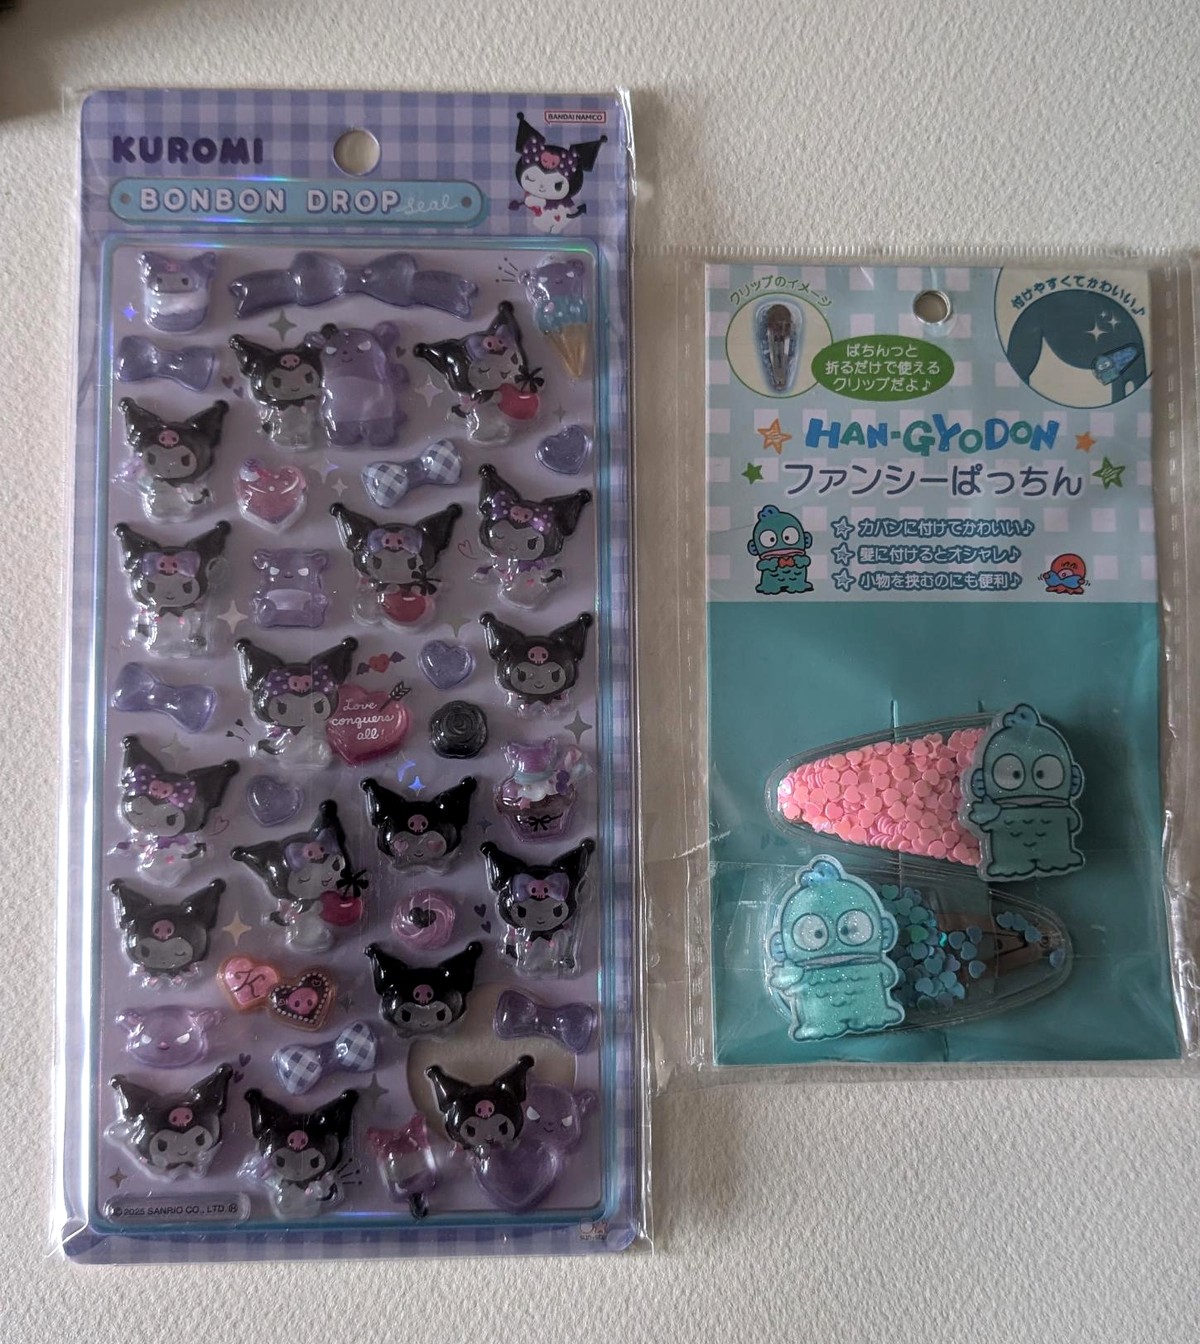 BANDAI NAMCO
KUROMI
BONBON DROP seal
Love
conquers
all!
K
©2025 SANRIO CO., LTD. Ⓡ
クリップのイメージ
付けやすくてかわいい♪
ぱちんっと
折るだけで使える
クリップだよ♪
HAN-GYODON
ファンシーぱっちん
カバンに付けてかわいい♪
髪に付けるとオシャレ♪
小物を挟むのにも便利♪